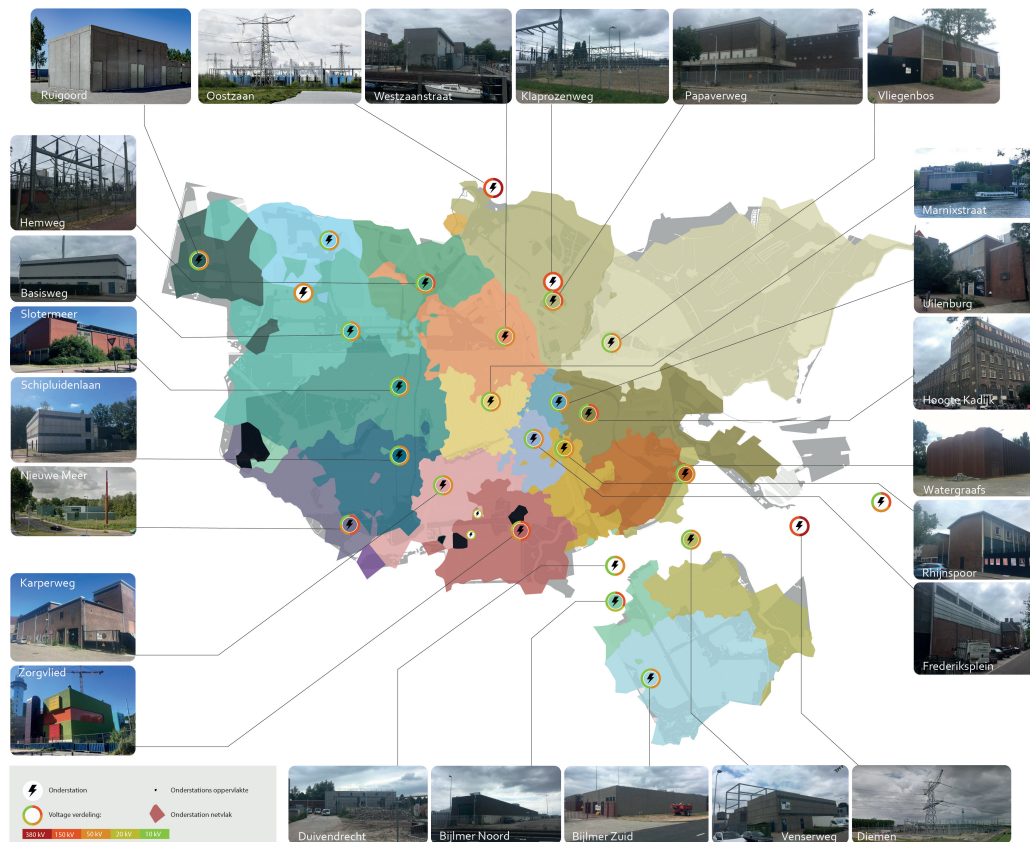 Ruigoord
Oostzaan
Westzaanstraat
Klaprozenweg
Papaverweg
Vliegenbos
Hemweg
Basisweg
Slotermeer
Schipluidenlaan
Nieuwe Meer
Karperweg
Zorgvlied
Marnixstraat
Uilenburg
Hoogte Kadijk
Watergraafs
Rhijnspoor
Frederiksplein
Duivendrecht
Bijlmer Noord
Bijlmer Zuid
Venserweg
Diemen
Onderstation
Onderstations oppervlakte
Voltage verdeling:
Onderstation netvlak
380 kV 150 kV 50 kV 20 kV 10 kV